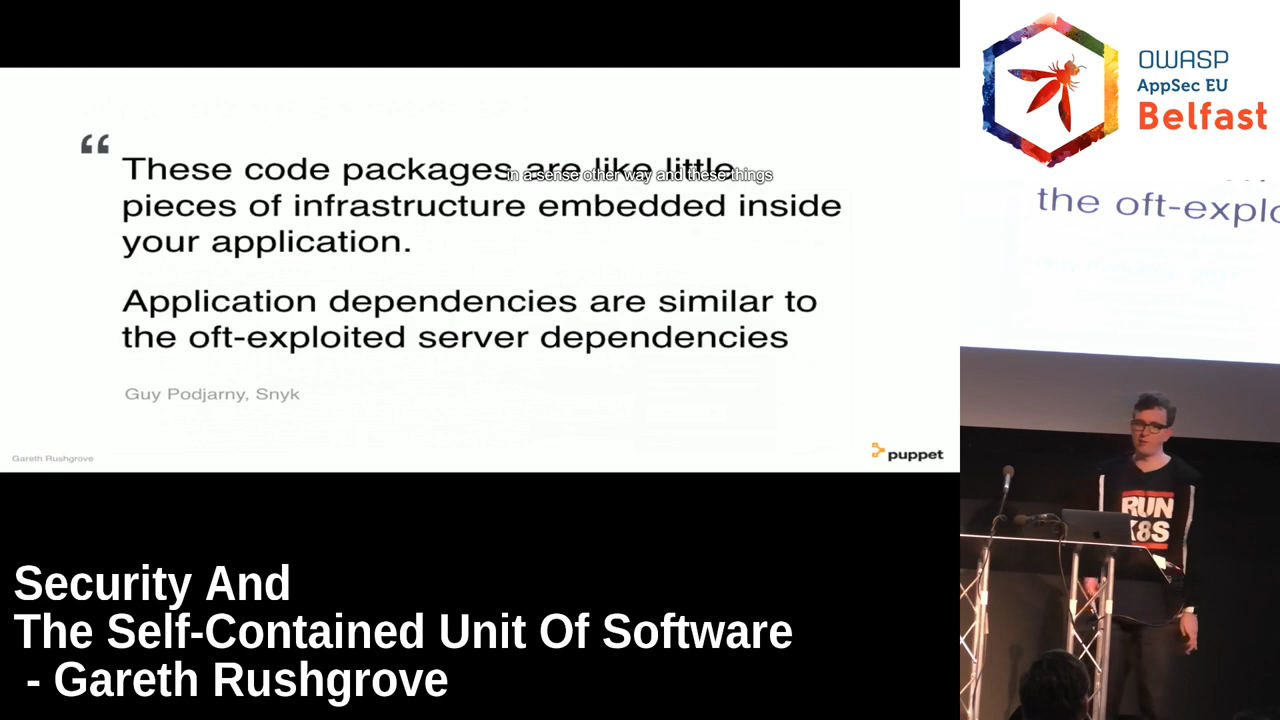 “
These code packages are like little
in a sense other way and these things
pieces of infrastructure embedded inside
your application.
Application dependencies are similar to
the oft-exploited server dependencies
Guy Podjarny, Snyk
Gareth Rushgrove
puppet
Security And
The Self-Contained Unit Of Software
- Gareth Rushgrove
OWASP
AppSec EU
Belfast
the oft-explo
RUN
K8S